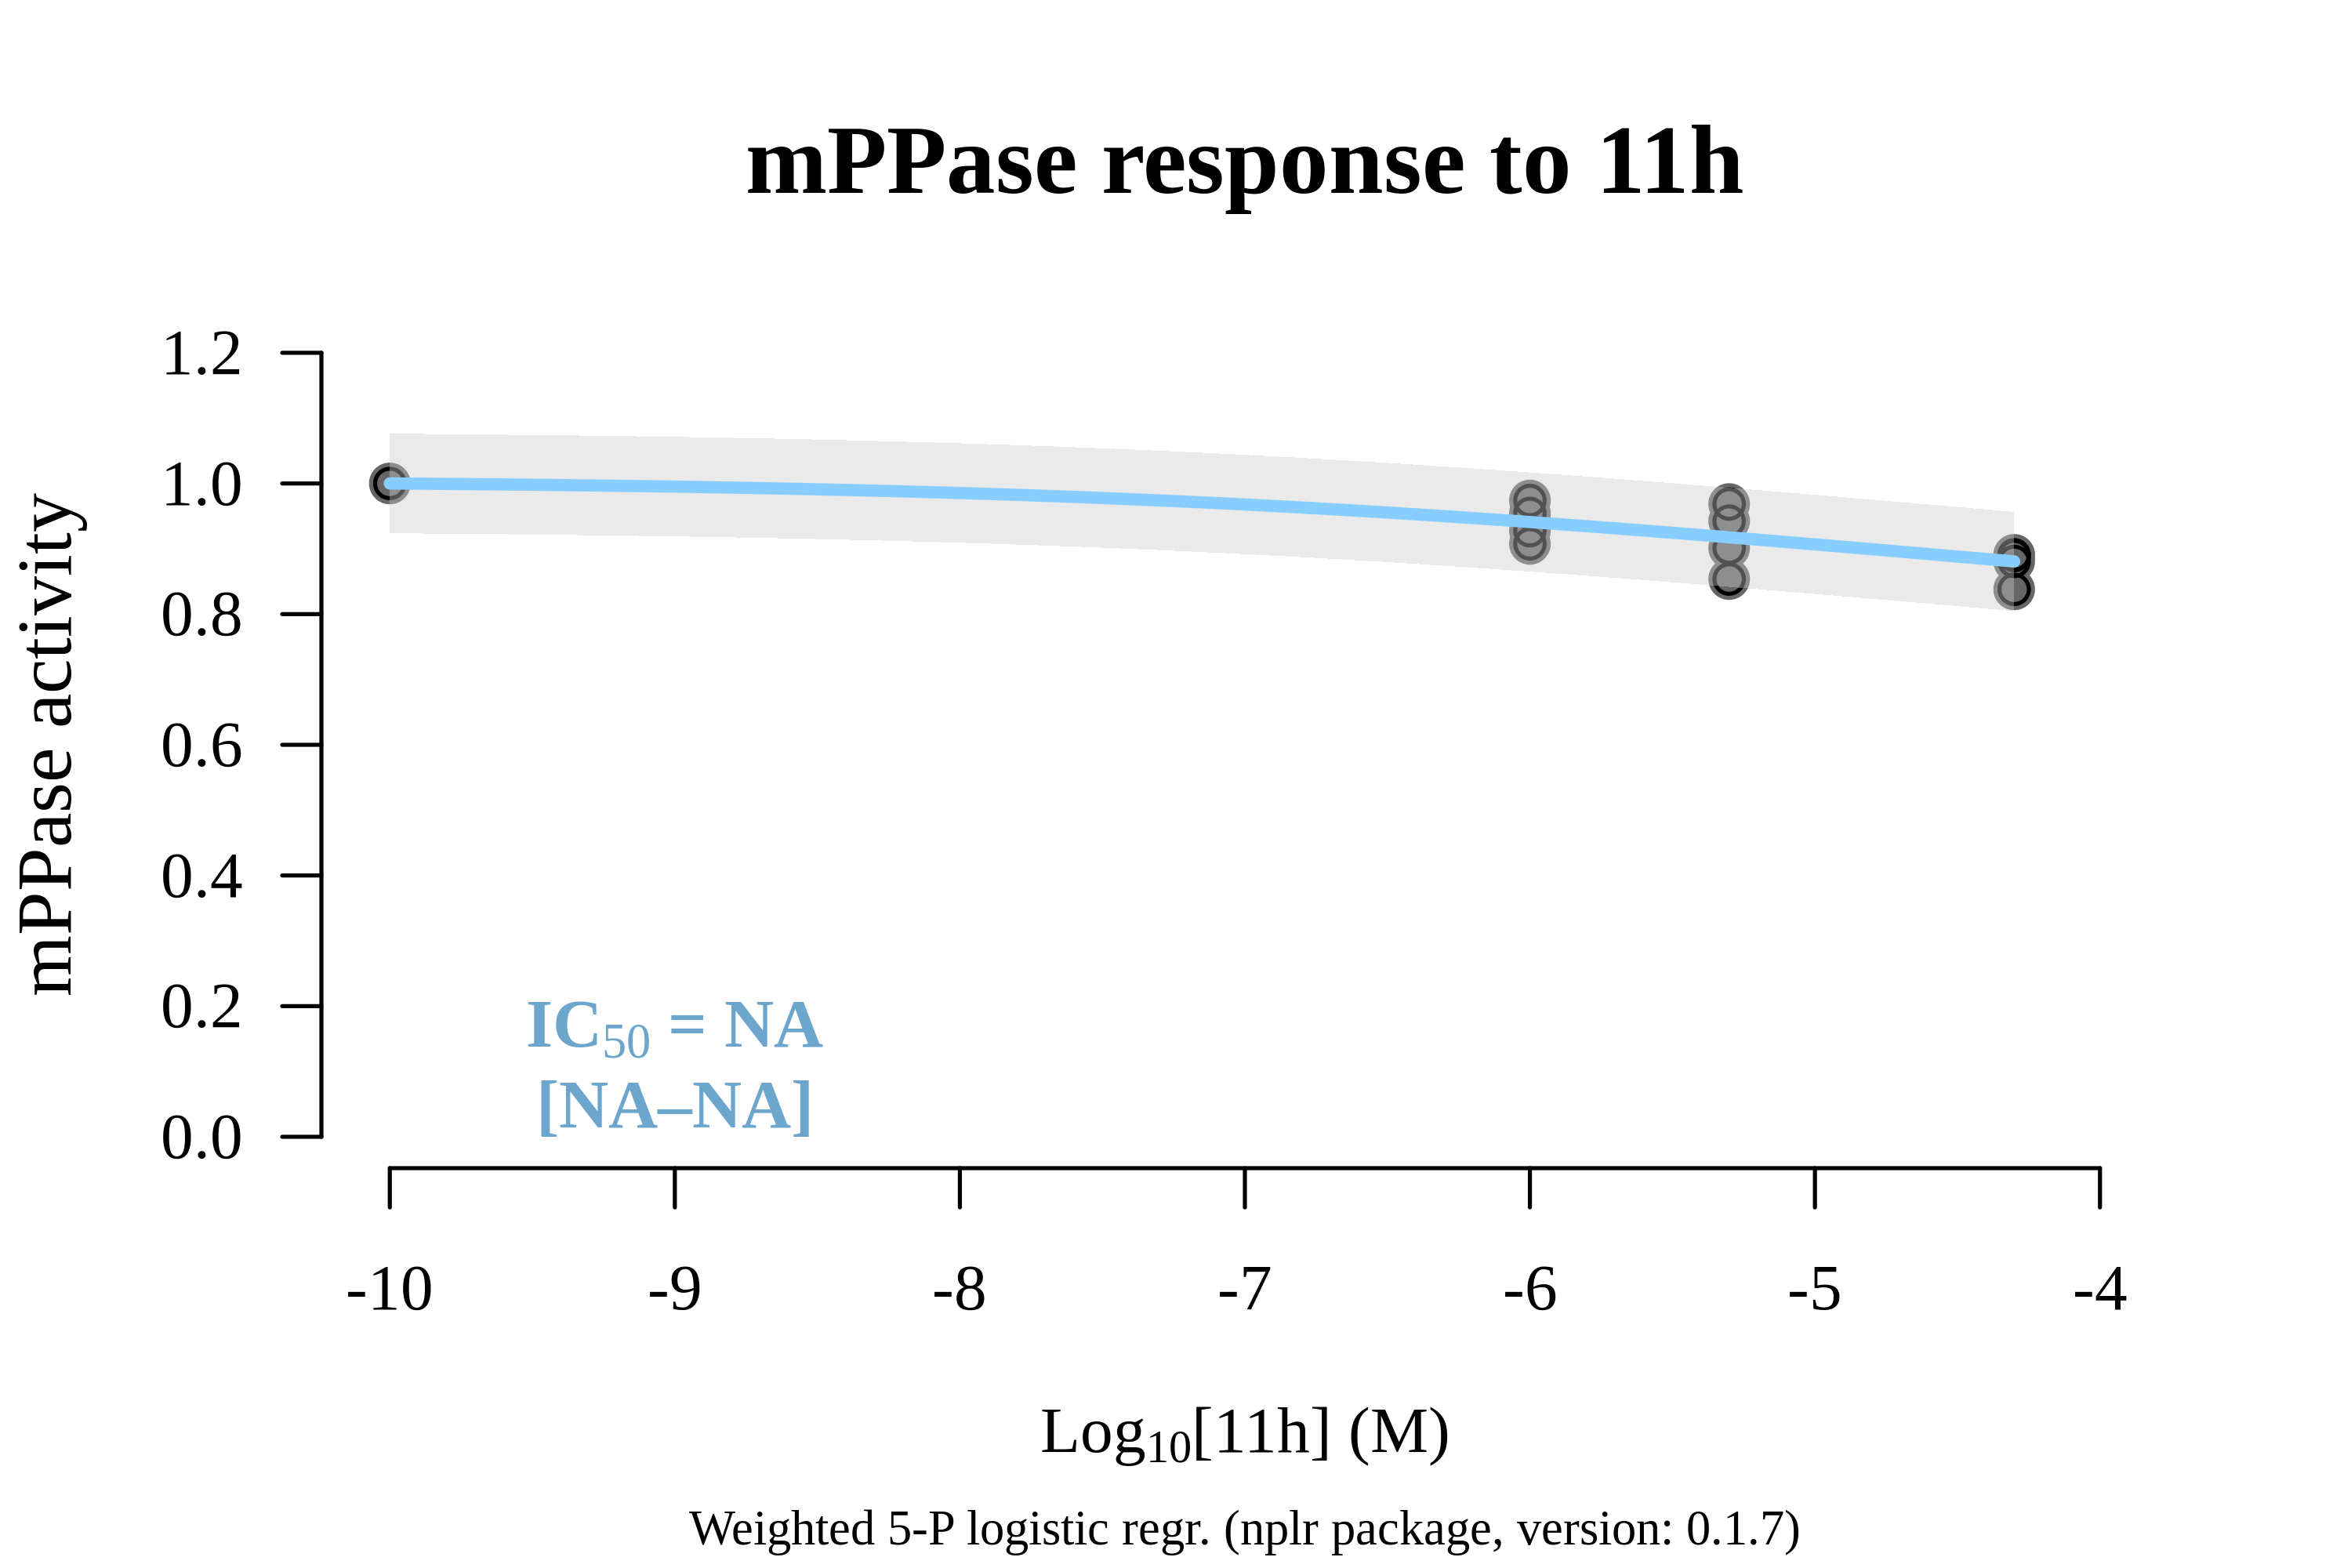 mPPase response to 11h
mPPase activity
1.2
1.0
0.8
0.6
0.4
0.2
0.0
IC50 = NA
[NA–NA]
-10 -9 -8 -7 -6 -5 -4
Log10[11h] (M)
Weighted 5-P logistic regr. (nplr package, version: 0.1.7)